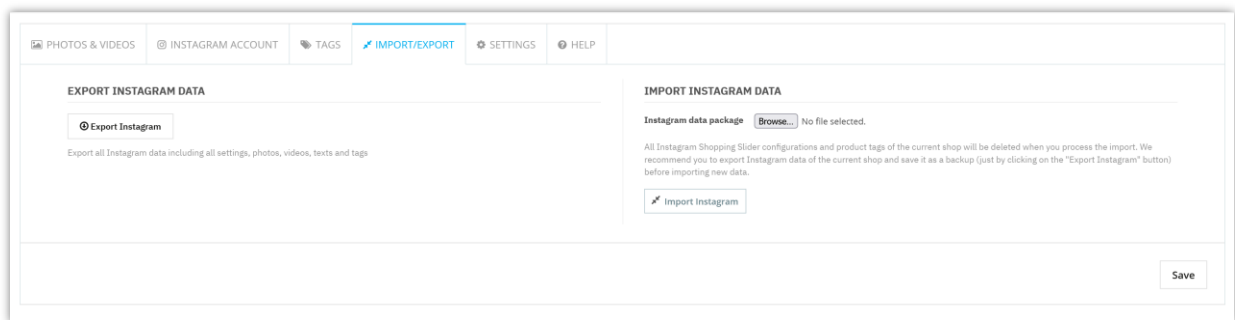 PHOTOS & VIDEOS
INSTAGRAM ACCOUNT
TAGS
IMPORT/EXPORT
SETTINGS
HELP
EXPORT INSTAGRAM DATA
Export Instagram
Export all Instagram data including all settings, photos, videos, texts and tags
IMPORT INSTAGRAM DATA
Instagram data package Browse... No file selected.
All Instagram Shopping Slider configurations and product tags of the current shop will be deleted when you process the import. We
recommend you to export Instagram data of the current shop and save it as a backup (just by clicking on the "Export Instagram" button)
before importing new data.
Import Instagram
Save